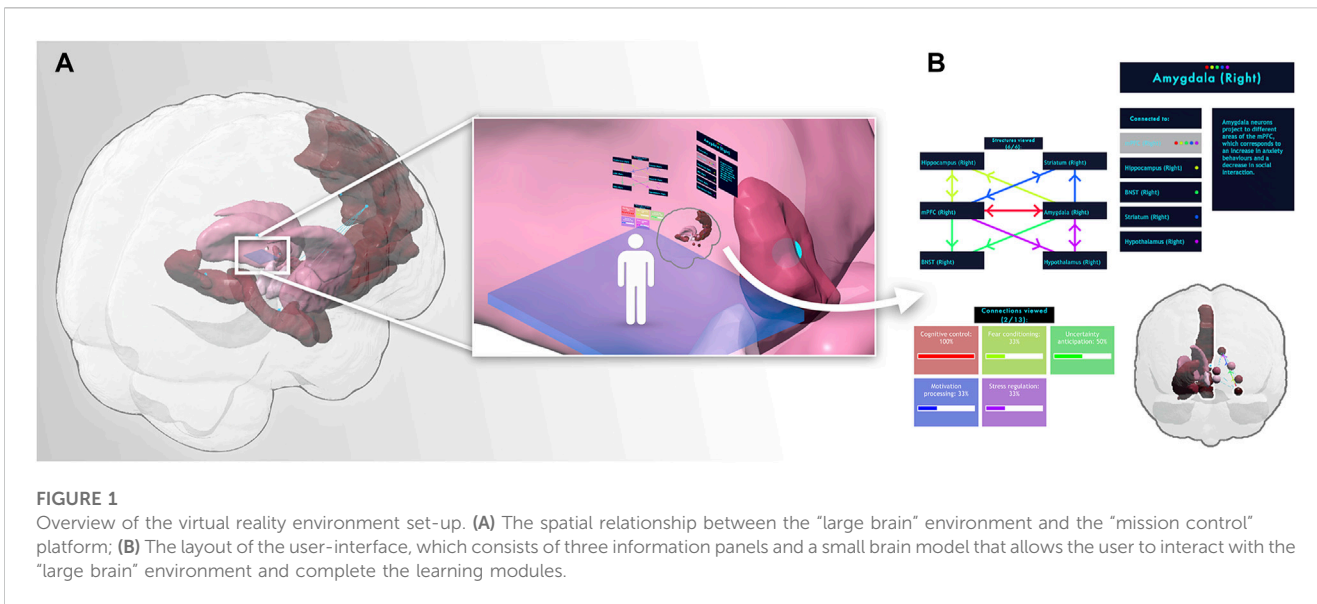 A
B
Structures viewed
(6/6)
Hippocampus (Right)
Striatum (Right)
mPFC (Right)
Amygdala (Right)
BNST (Right)
Hypothalamus (Right)
Amygdala (Right)
Connected to:
Hippocampus (Right)
BNST (Right)
Striatum (Right)
Hypothalamus (Right)
Amygdala neurons
project to different
areas of the mPFC,
which corresponds to
an increase in anxiety
behaviours and a
decrease in social
interaction.
Connections viewed
(2/13):
Cognitive control:
100%
Fear conditioning:
33%
Uncertainty
anticipation: 50%
Motivation
processing: 33%
Stress regulation:
33%
Amygdala (Right)
FIGURE 1
Overview of the virtual reality environment set-up. (A) The spatial relationship between the “large brain” environment and the “mission control”
platform; (B) The layout of the user-interface, which consists of three information panels and a small brain model that allows the user to interact with the
“large brain” environment and complete the learning modules.